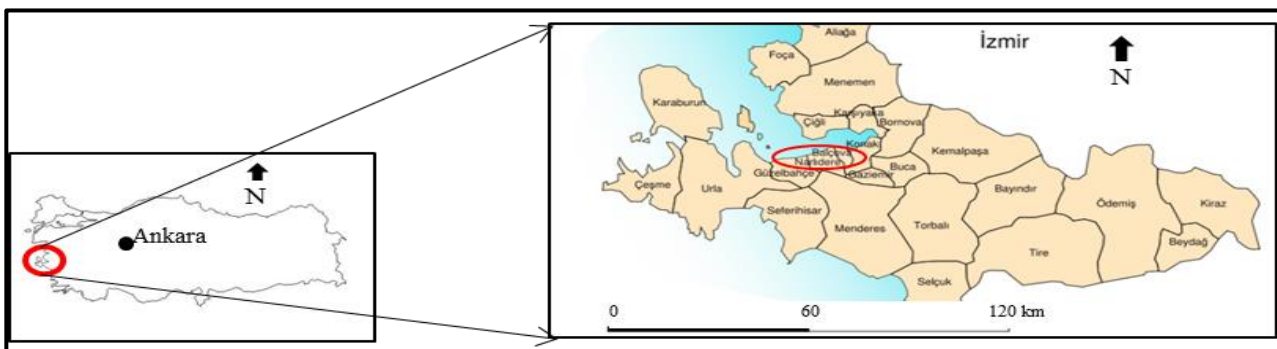 N
Ankara
İzmir
N
Aliağa
Foça
Menemen
Karaburun
Çiğli
Karşıyaka
Bornova
Konak
Balçova
Narlıdere
Kemalpaşa
Güzelbahçe
Gaziemir
Buca
Çeşme
Urla
Seferihisar
Menderes
Torbalı
Bayındır
Ödemiş
Kiraz
Beydağ
Tire
Selçuk
0 60 120 km